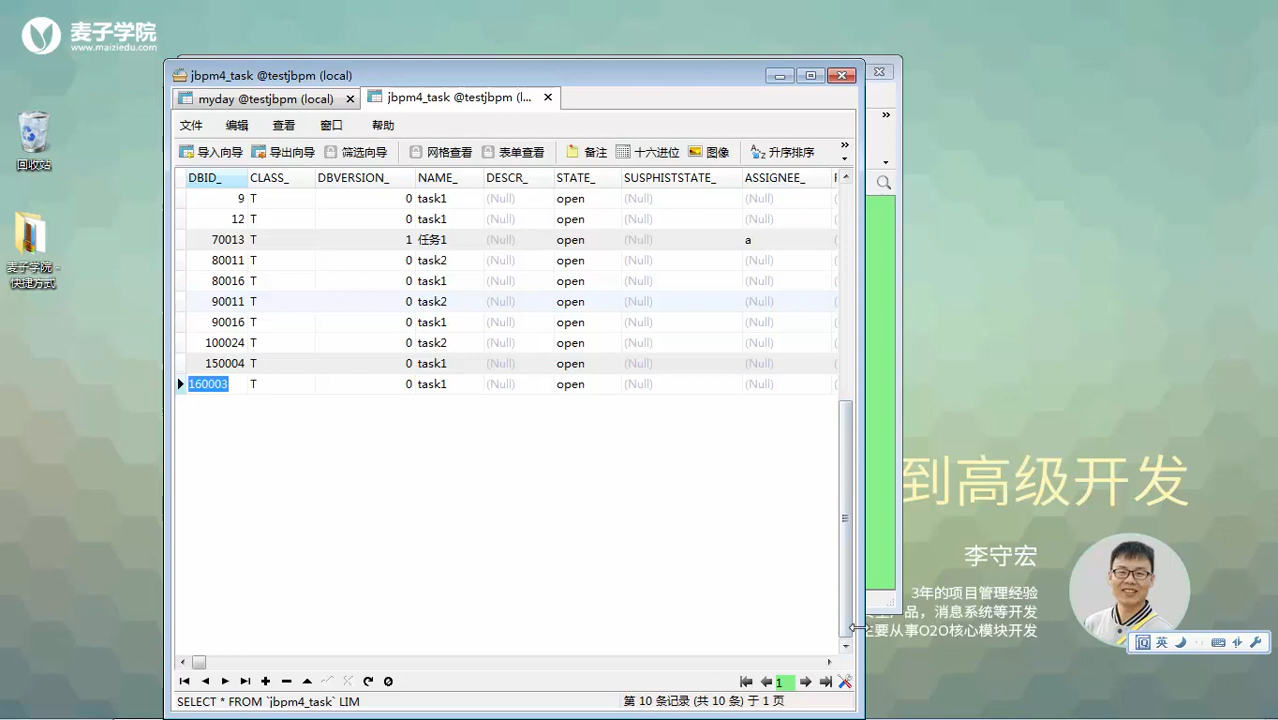 麦子学院
www.maiziedu.com
回收站
麦子学院 -
快捷方式
jbpm4_task @testjbpm (local)
myday @testjbpm (local)
jbpm4_task @testjbpm (l...
文件 编辑 查看 窗口 帮助
导入向导 导出向导 筛选向导 网格查看 表单查看 备注 十六进位 图像 升序排序
DBID_ CLASS_ DBVERSION_ NAME_ DESCR_ STATE_ SUSPHISTSTATE_ ASSIGNEE_
9 T 0 task1 (Null) open (Null) (Null)
12 T 0 task1 (Null) open (Null) (Null)
70013 T 1 任务1 (Null) open (Null) a
80011 T 0 task2 (Null) open (Null) (Null)
80016 T 0 task1 (Null) open (Null) (Null)
90011 T 0 task2 (Null) open (Null) (Null)
90016 T 0 task1 (Null) open (Null) (Null)
100024 T 0 task2 (Null) open (Null) (Null)
150004 T 0 task1 (Null) open (Null) (Null)
160003 T 0 task1 (Null) open (Null) (Null)
1
SELECT * FROM `jbpm4_task` LIM
第 10 条记录 (共 10 条) 于 1 页
到高级开发
李守宏
3年的项目管理经验
产品，消息系统等开发
要从事O2O核心模块开发
英